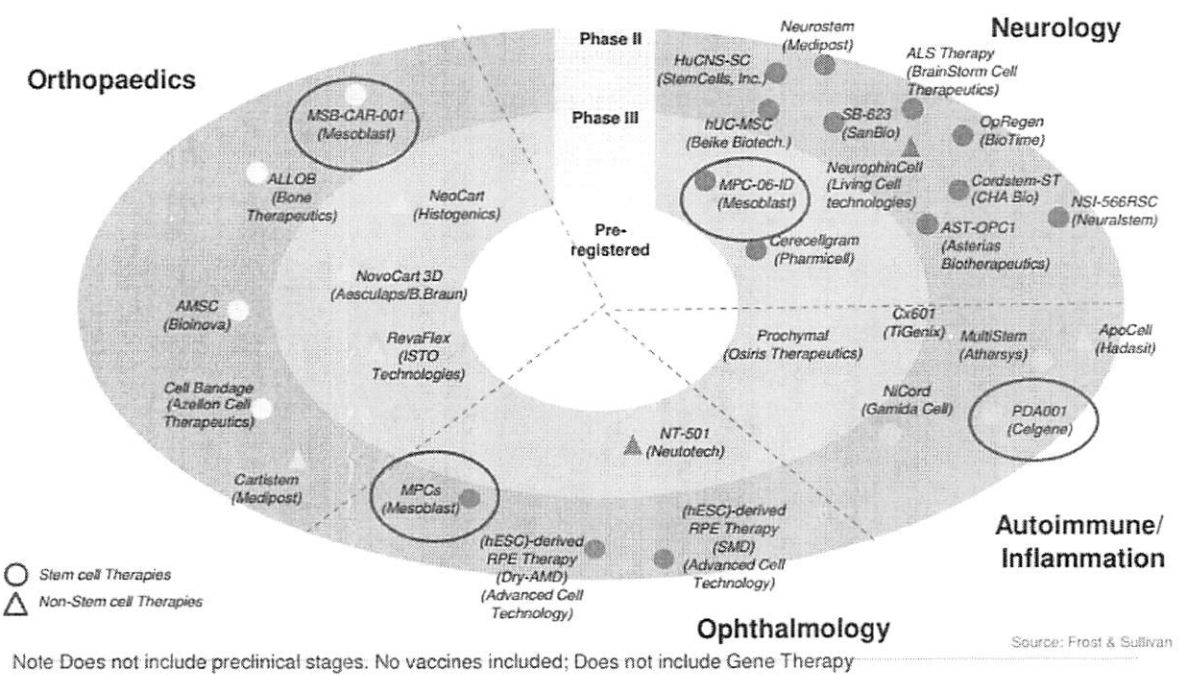 Orthopaedics
Neurology
Phase II
Phase III
Pre-
registered
MSB-CAR-001
(Mesoblast)
ALLOB
(Bone
Therapeutics)
NeoCart
(Histogenics)
NovoCart 3D
(Aesculaps/B.Braun)
AMSC
(Bioinova)
RevaFlex
(ISTO
Technologies)
Cell Bandage
(Azellon Cell
Therapeutics)
Cartistem
(Medipost)
Neurostem
(Medipost)
HuCNS-SC
(StemCells, Inc.)
ALS Therapy
(BrainStorm Cell
Therapeutics)
hUC-MSC
(Beike Biotech.)
SB-623
(SanBio)
OpRegen
(BioTime)
NeurophinCell
(Living Cell
technologies)
MPC-06-ID
(Mesoblast)
Cordstem-ST
(CHA Bio)
NSI-566RSC
(Neuralstem)
AST-OPC1
(Asterias
Biotherapeutics)
Cerecellgram
(Pharmicell)
Cx601
(TiGenix)
Prochymal
(Osiris Therapeutics)
MultiStem
(Athersys)
ApoCell
(Hadasit)
NiCord
(Gamida Cell)
PDA001
(Celgene)
NT-501
(Neutotech)
MPCs
(Mesoblast)
(hESC)-derived
RPE Therapy
(Dry-AMD)
(Advanced Cell
Technology)
(hESC)-derived
RPE Therapy
(SMD)
(Advanced Cell
Technology)
Autoimmune/
Inflammation
Ophthalmology
Stem cell Therapies
Non-Stem cell Therapies
Source: Frost & Sullivan
Note Does not include preclinical stages. No vaccines included; Does not include Gene Therapy